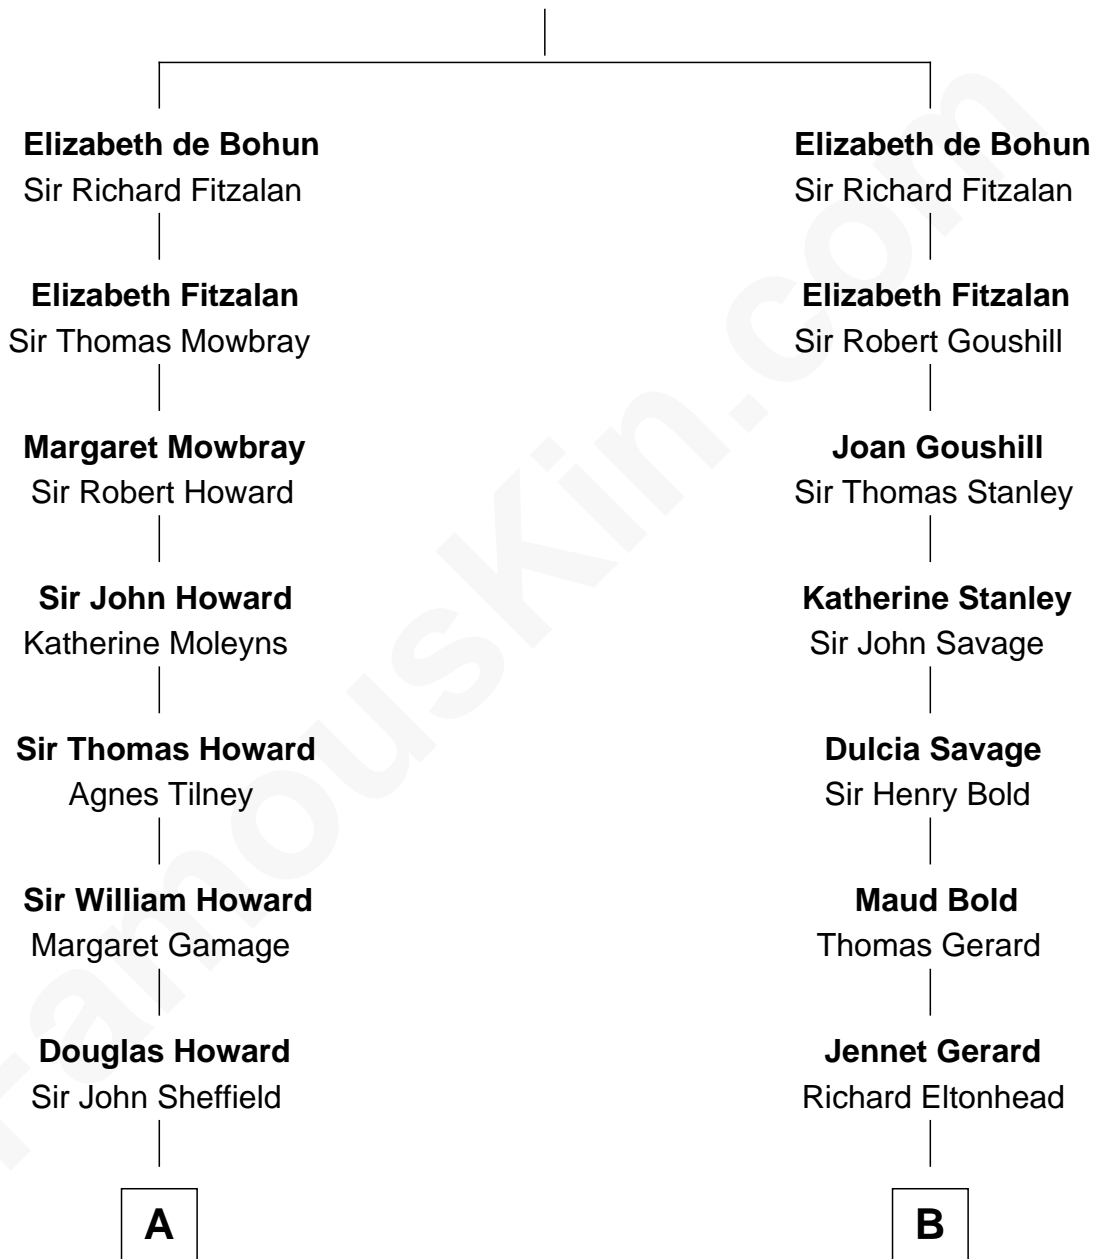 Elizabeth de Bohun
Sir Richard Fitzalan
Elizabeth Fitzalan
Sir Thomas Mowbray
Margaret Mowbray
Sir Robert Howard
Sir John Howard
Katherine Moleyns
Sir Thomas Howard
Agnes Tilney
Sir William Howard
Margaret Gamage
Douglas Howard
Sir John Sheffield
A
Elizabeth de Bohun
Sir Richard Fitzalan
Elizabeth Fitzalan
Sir Robert Goushill
Joan Goushill
Sir Thomas Stanley
Katherine Stanley
Sir John Savage
Dulcia Savage
Sir Henry Bold
Maud Bold
Thomas Gerard
Jennet Gerard
Richard Eltonhead
B
FamousKin.com